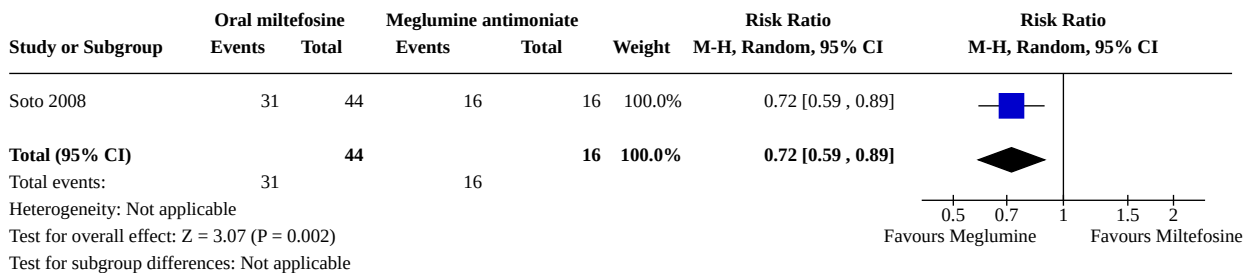 Oral miltefosine Meglumine antimoniate Risk Ratio Risk Ratio
Study or Subgroup Events Total Events Total Weight M-H, Random, 95% CI M-H, Random, 95% CI
Soto 2008 31 44 16 16 100.0% 0.72 [0.59 , 0.89]
Total (95% CI) 44 16 100.0% 0.72 [0.59 , 0.89]
Total events: 31 16
Heterogeneity: Not applicable
0.5 0.7 1 1.5 2
Test for overall effect: Z = 3.07 (P = 0.002) Favours Meglumine Favours Miltefosine
Test for subgroup differences: Not applicable